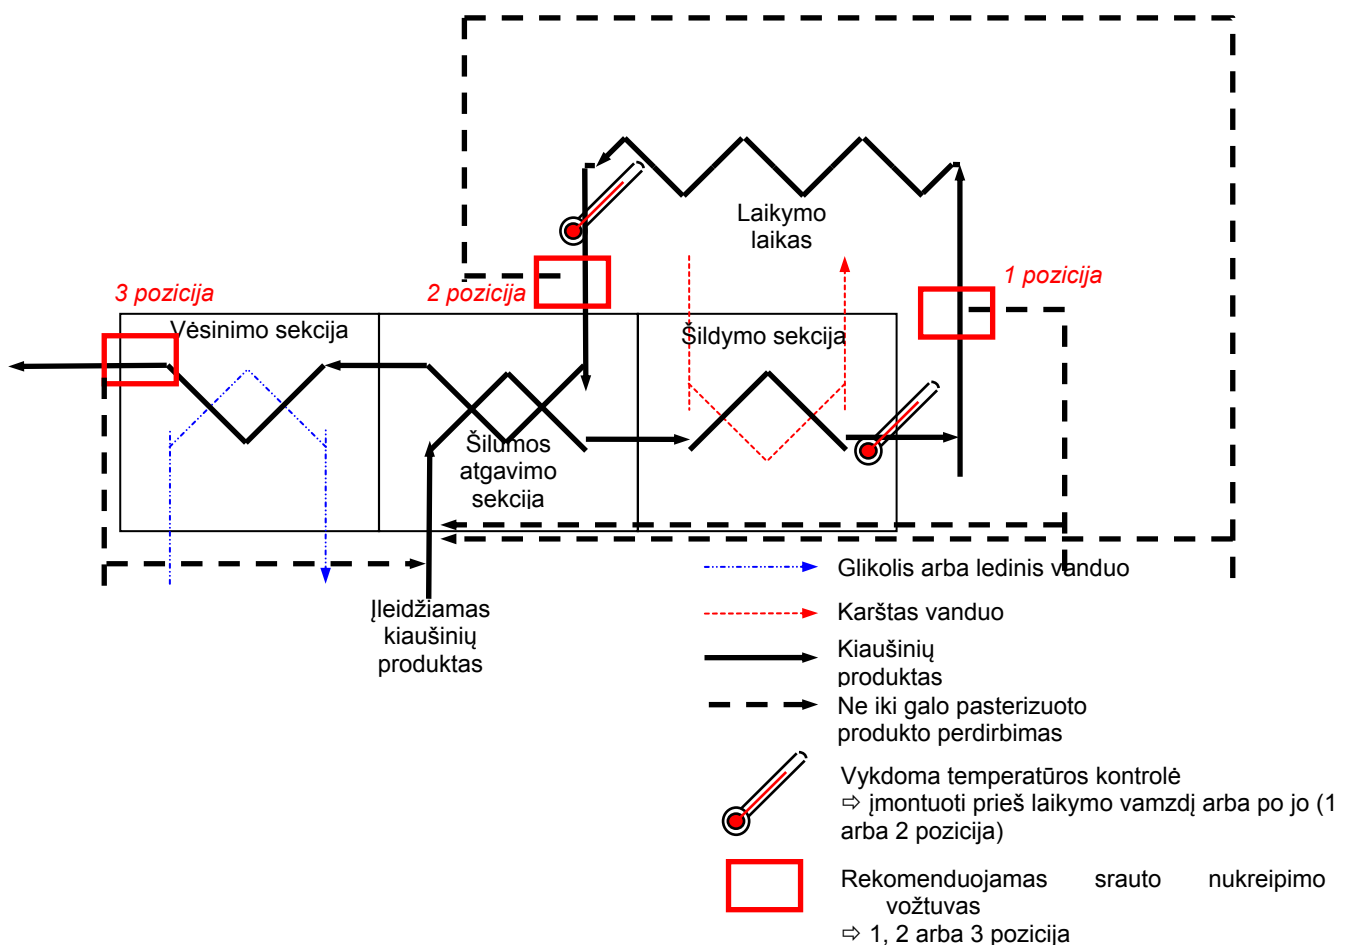 Laikymo
laikas
1 pozicija
3 pozicija
2 pozicija
Vėsinimo sekcija
Šildymo sekcija
Šilumos
atgavimo
sekcija
Įleidžiamas
kiaušinių
produktas
Glikolis arba ledinis vanduo
Karštas vanduo
Kiaušinių
produktas
Ne iki galo pasterizuoto
produkto perdirbimas
Vykdoma temperatūros kontrolė
⇨ įmontuoti prieš laikymo vamzdį arba po jo (1
arba 2 pozicija)
Rekomenduojamas srauto nukreipimo
vožtuvas
⇨ 1, 2 arba 3 pozicija